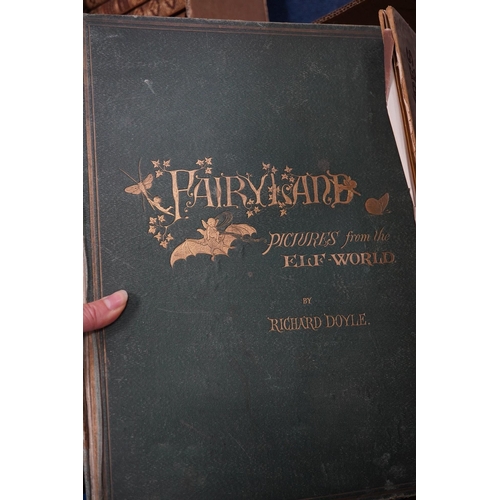 FAIRYLAND
PICTURES from the
ELF-WORLD.
BY
RICHARD DOYLE.